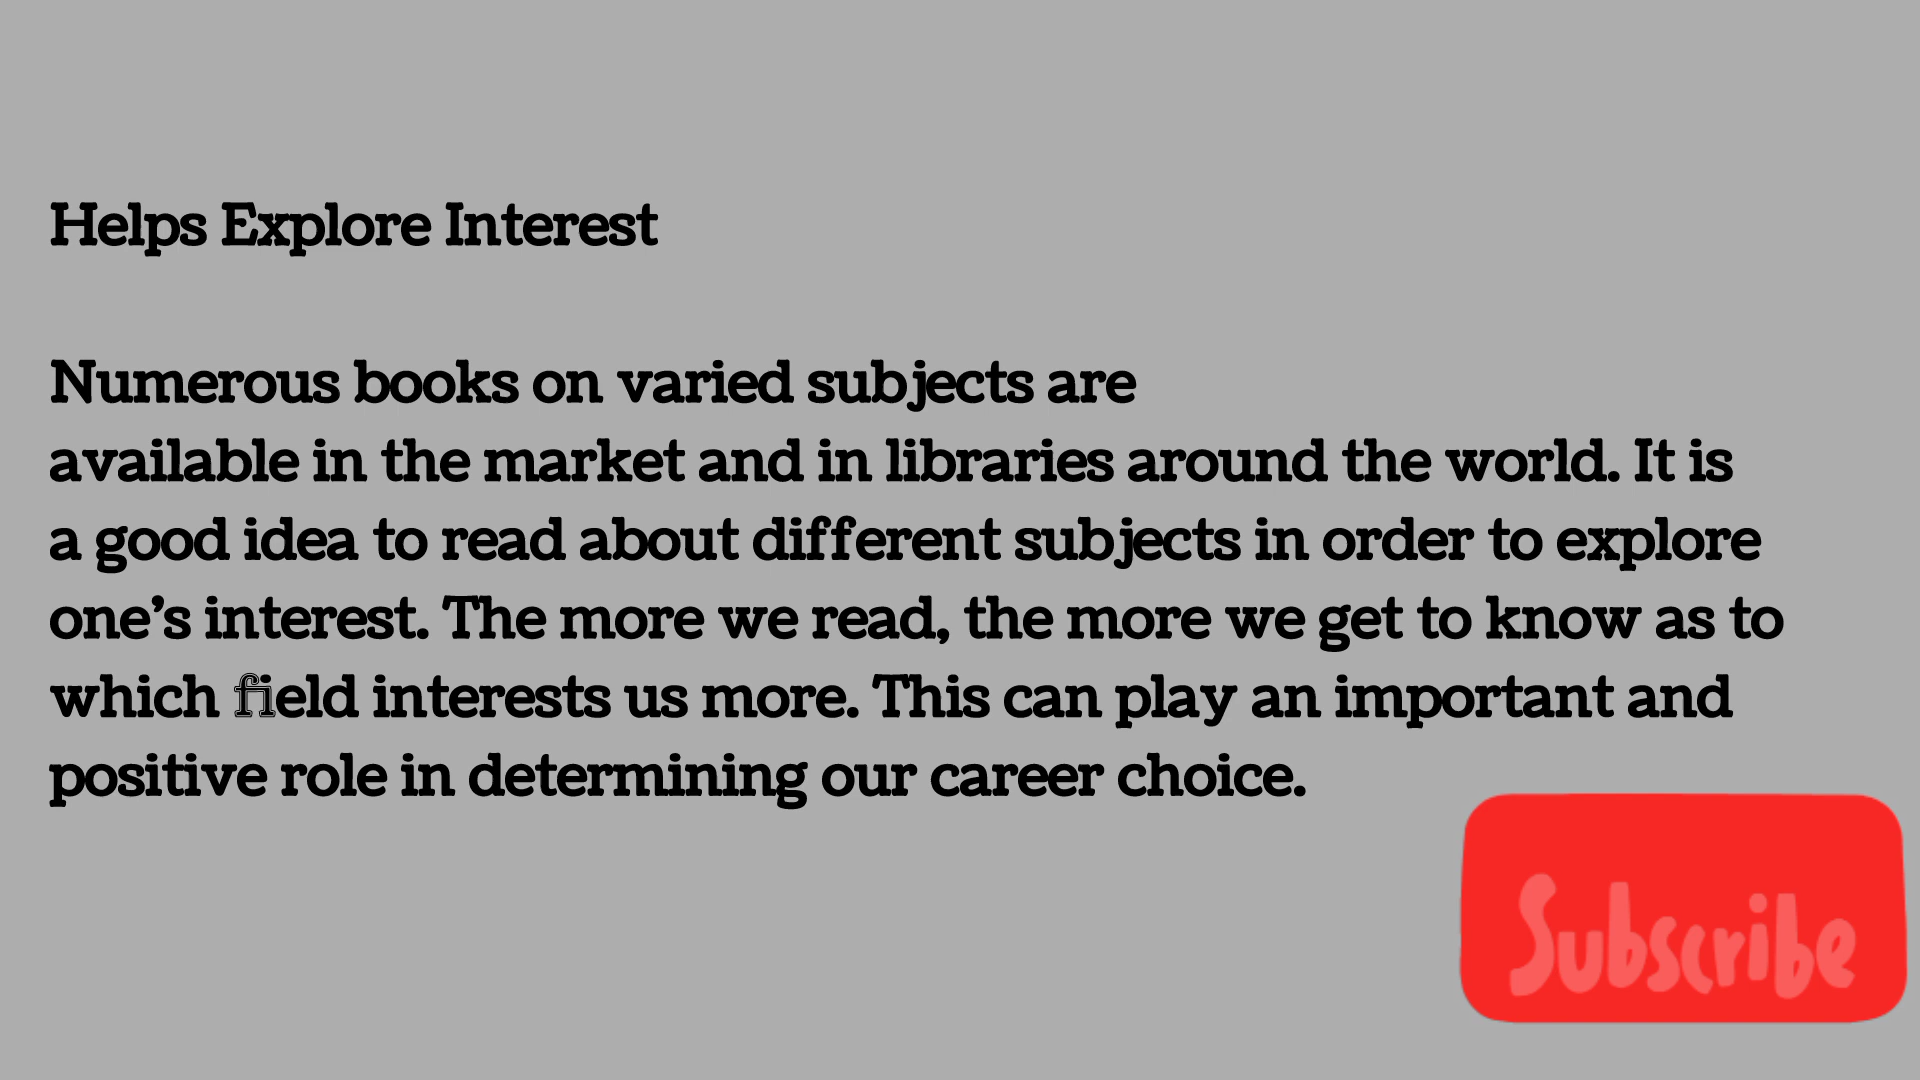 Helps Explore Interest
Numerous books on varied subjects are
available in the market and in libraries around the world. It is
a good idea to read about different subjects in order to explore
one’s interest. The more we read, the more we get to know as to
which field interests us more. This can play an important and
positive role in determining our career choice.
Subscribe